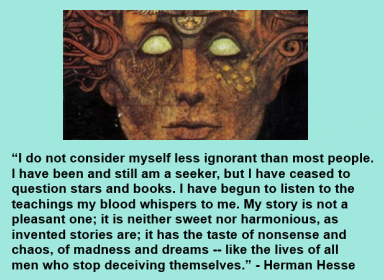 “I do not consider myself less ignorant than most people.
I have been and still am a seeker, but I have ceased to
question stars and books. I have begun to listen to the
teachings my blood whispers to me. My story is not a
pleasant one; it is neither sweet nor harmonious, as
invented stories are; it has the taste of nonsense and
chaos, of madness and dreams -- like the lives of all
men who stop deceiving themselves.” - Herman Hesse